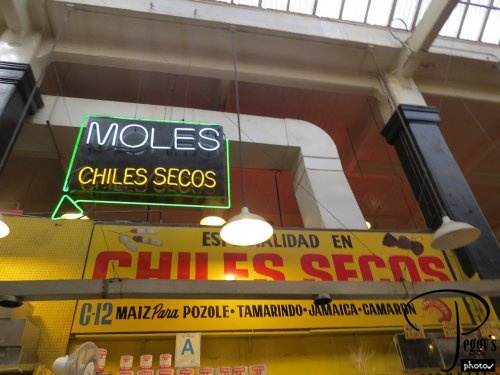 MOLES
CHILES SECOS
ESPECIALIDAD EN
CHILES SECOS
C-12 MAIZ Para POZOLE • TAMARINDO • JAMAICA • CAMARON
A
Peggy's
photos